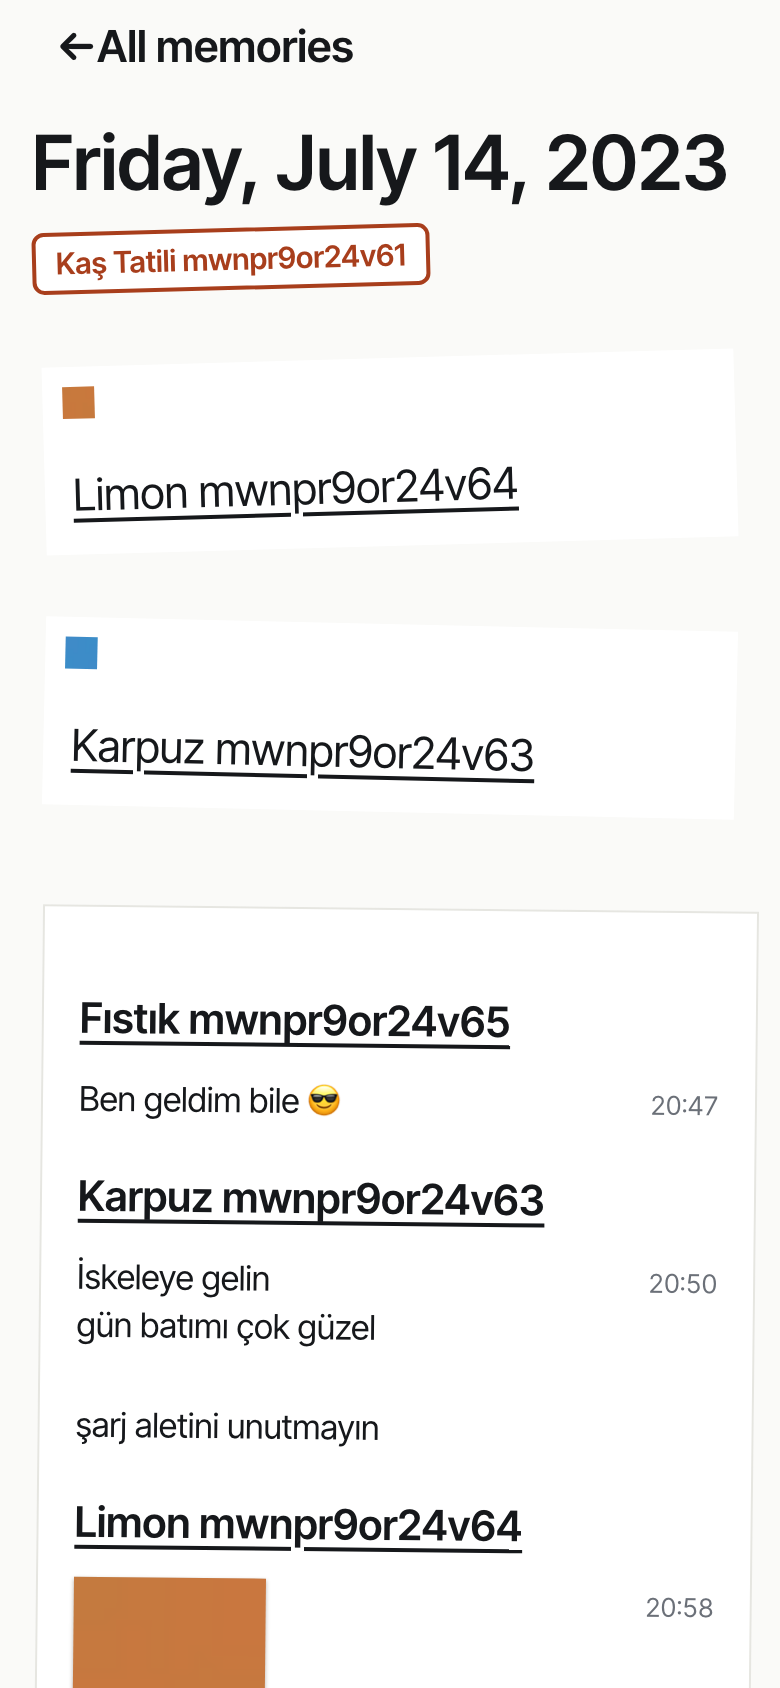 ←All memories
Friday, July 14, 2023
Kaş Tatili mwnpr9or24v61
Limon mwnpr9or24v64
Karpuz mwnpr9or24v63
Fıstık mwnpr9or24v65
Ben geldim bile 😎 20:47
Karpuz mwnpr9or24v63
İskeleye gelin 20:50
gün batımı çok güzel
şarj aletini unutmayın
Limon mwnpr9or24v64
20:58